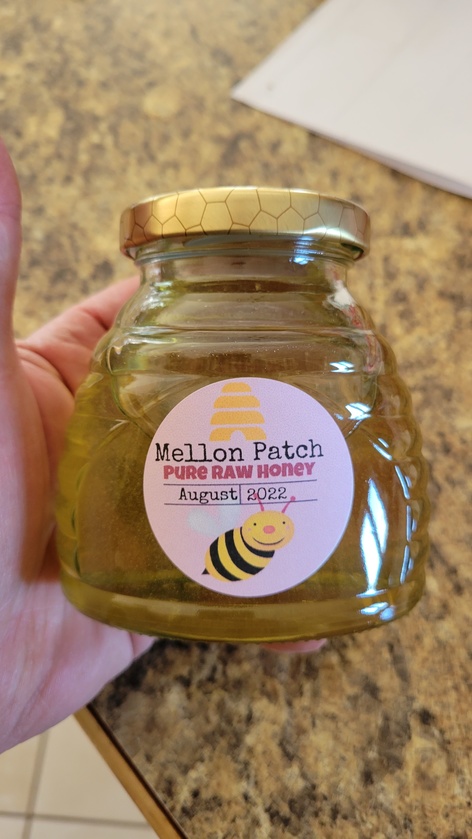 Mellon Patch
PURE RAW HONEY
August 2022